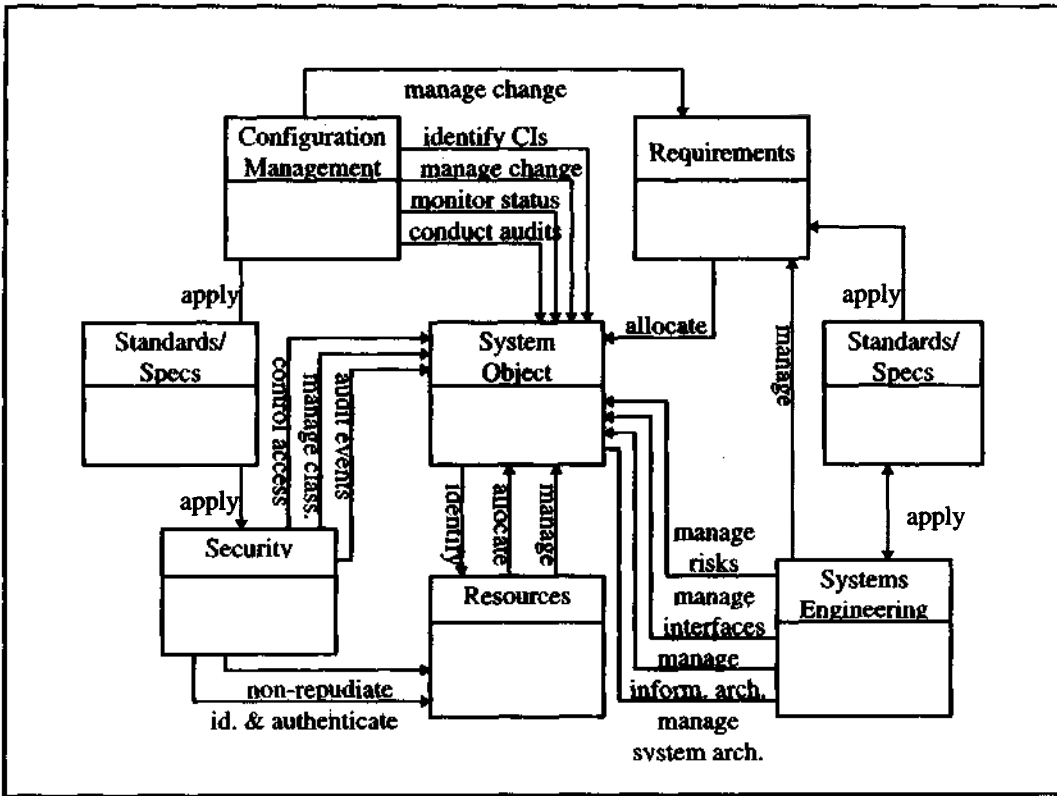 manage change
Configuration
Management
identify CIs
manage change
monitor status
conduct audits
Requirements
apply
allocate
apply
manage
Standards/
Specs
System
Object
Standards/
Specs
control access
manage class.
audit events
apply
identify
allocate
manage
apply
Security
Resources
manage
risks
manage
interfaces
manage
inform. arch.
manage
system arch.
Systems
Engineering
non-repudiate
id. & authenticate